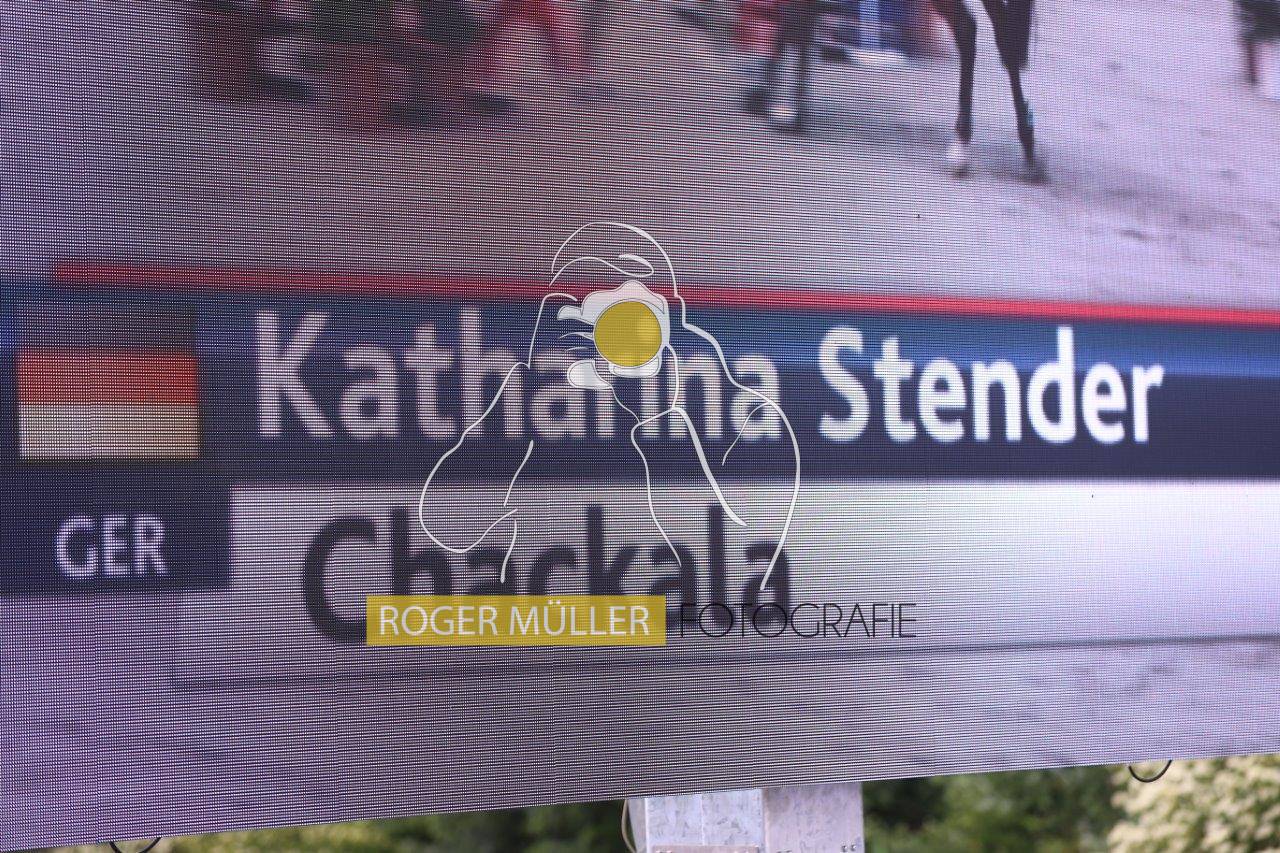 Katharina Stender
GER
Chackala
ROGER MÜLLER FOTOGRAFIE